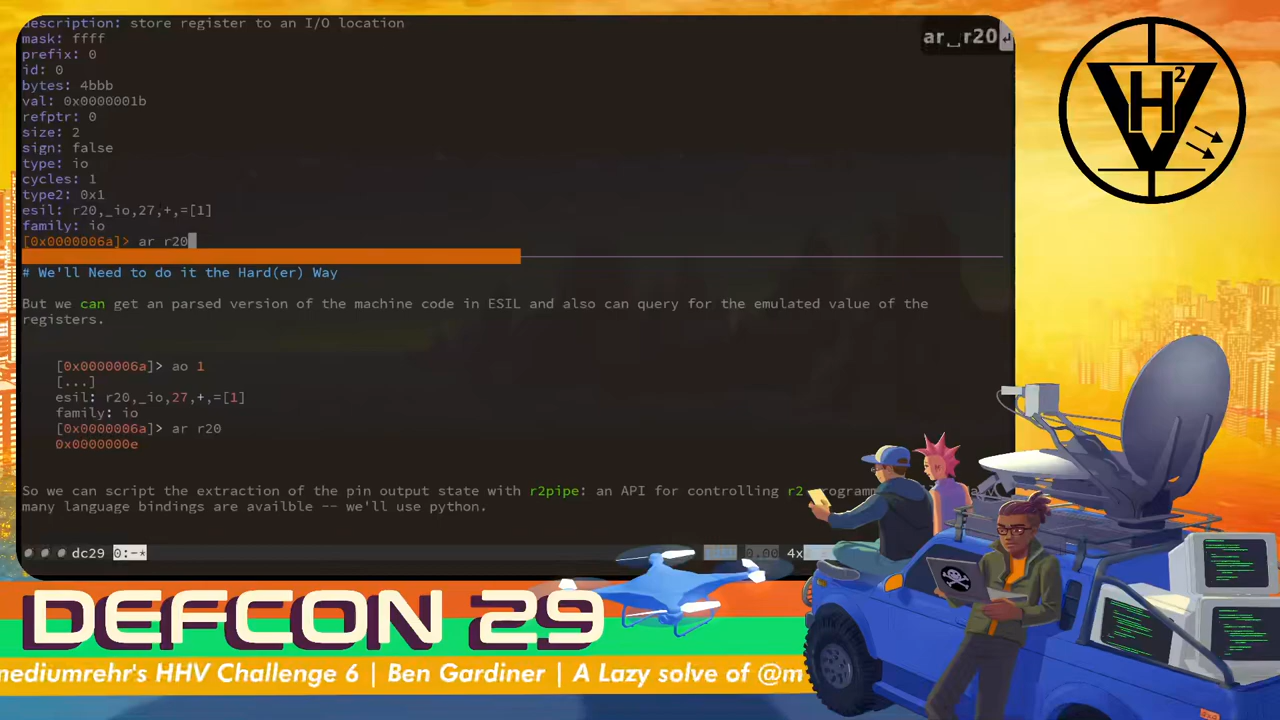 description: store register to an I/O location
mask: ffff
prefix: 0
id: 0
bytes: 4bbb
val: 0x0000001b
refptr: 0
size: 2
sign: false
type: io
cycles: 1
type2: 0x1
esil: r20,_io,27,+,=[1]
family: io
[0x0000006a]> ar r20
ar␣r20
# We'll Need to do it the Hard(er) Way
But we can get an parsed version of the machine code in ESIL and also can query for the emulated value of the
registers.
[0x0000006a]> ao 1
[...]
esil: r20,_io,27,+,=[1]
family: io
[0x0000006a]> ar r20
0x0000000e
So we can script the extraction of the pin output state with r2pipe: an API for controlling r2
many language bindings are availble -- we'll use python.
dc29 0:-*
0.00 4x
H2
V
DEFCON 29
mediumrehr's HHV Challenge 6 | Ben Gardiner | A Lazy solve of @m